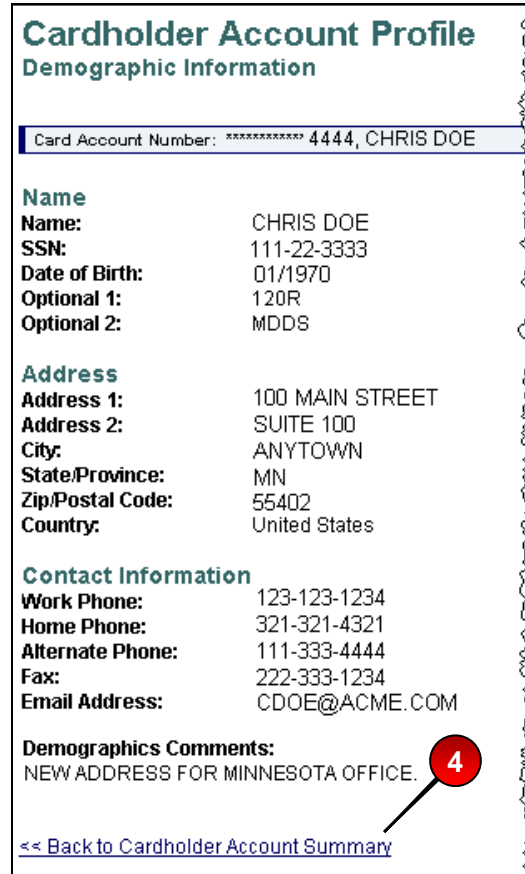 Cardholder Account Profile
Demographic Information
Card Account Number: ************ 4444, CHRIS DOE
Name
Name: CHRIS DOE
SSN: 111-22-3333
Date of Birth: 01/1970
Optional 1: 120R
Optional 2: MDDS
Address
Address 1: 100 MAIN STREET
Address 2: SUITE 100
City: ANYTOWN
State/Province: MN
Zip/Postal Code: 55402
Country: United States
Contact Information
Work Phone: 123-123-1234
Home Phone: 321-321-4321
Alternate Phone: 111-333-4444
Fax: 222-333-1234
Email Address: CDOE@ACME.COM
Demographics Comments:
NEW ADDRESS FOR MINNESOTA OFFICE.
4
<< Back to Cardholder Account Summary